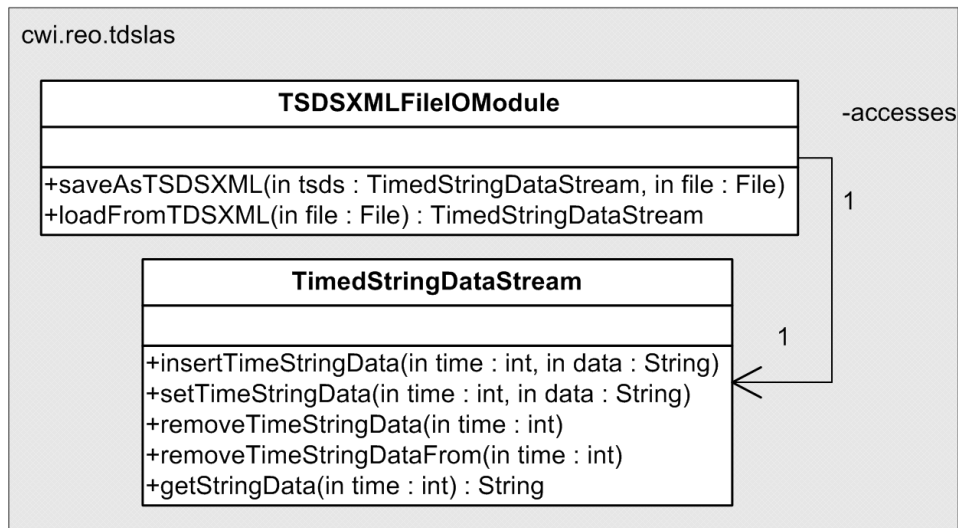 cwi.reo.tdslas
TSDSXMLFileIOModule
-accesses
+saveAsTSDSXML(in tsds : TimedStringDataStream, in file : File)
+loadFromTDSXML(in file : File) : TimedStringDataStream
1
TimedStringDataStream
1
+insertTimeStringData(in time : int, in data : String)
+setTimeStringData(in time : int, in data : String)
+removeTimeStringData(in time : int)
+removeTimeStringDataFrom(in time : int)
+getStringData(in time : int) : String